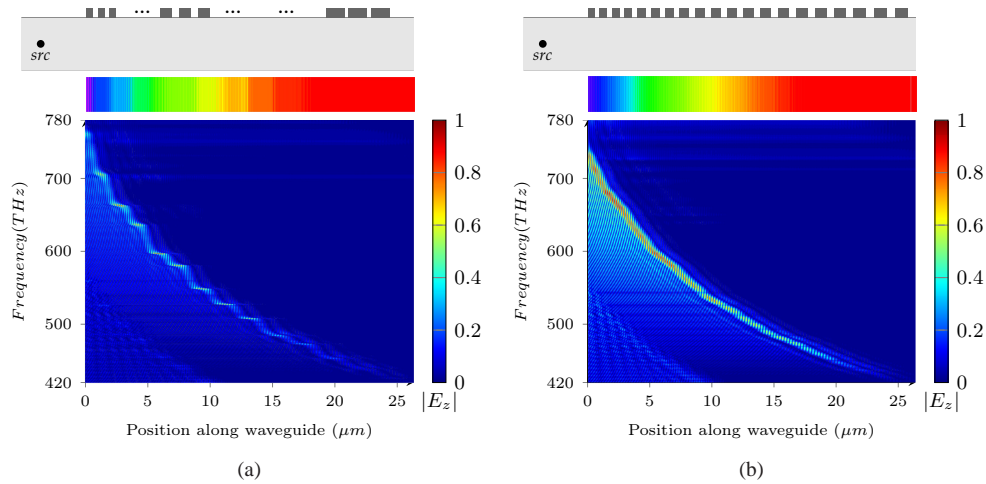 ... ... ...
src
src
780
700
600
500
420
Frequency(THz)
0 5 10 15 20 25
Position along waveguide (μm)
1
0.8
0.6
0.4
0.2
0
|E_z|
(a)
780
700
600
500
420
Frequency(THz)
0 5 10 15 20 25
Position along waveguide (μm)
1
0.8
0.6
0.4
0.2
0
|E_z|
(b)